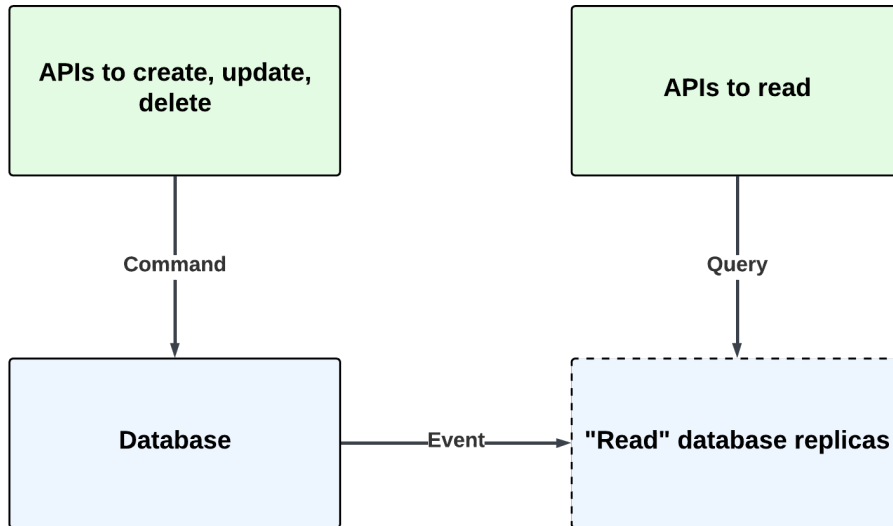 APIs to create, update,
delete
APIs to read
Command
Query
Database
Event
"Read" database replicas